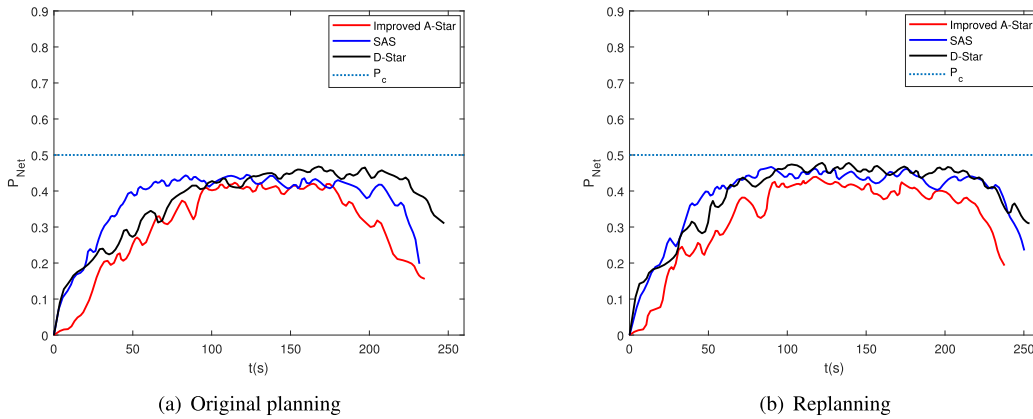 0.9
0.8
0.7
0.6
0.5
0.4
0.3
0.2
0.1
0
P_Net
0 50 100 150 200 250
t(s)
Improved A-Star
SAS
D-Star
P_c
(a) Original planning
0.9
0.8
0.7
0.6
0.5
0.4
0.3
0.2
0.1
0
P_Net
0 50 100 150 200 250
t(s)
Improved A-Star
SAS
D-Star
P_c
(b) Replanning